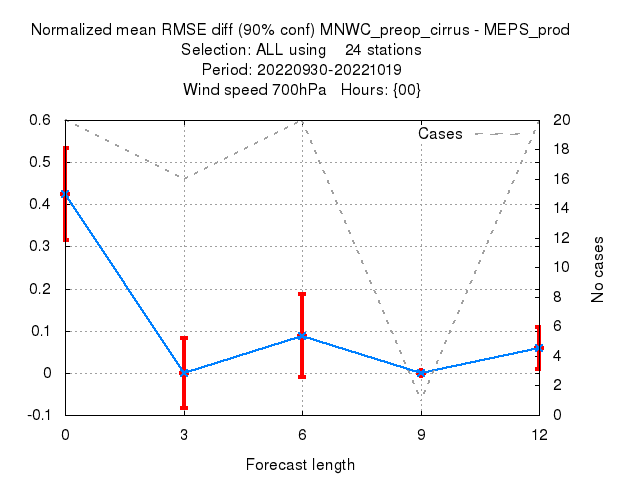 Normalized mean RMSE diff (90% conf) MNWC_preop_cirrus - MEPS_prod
Selection: ALL using 24 stations
Period: 20220930-20221019
Wind speed 700hPa Hours: {00}
Cases
0.6
0.5
0.4
0.3
0.2
0.1
0
-0.1
20
18
16
14
12
10
8
6
4
2
0
No cases
0 3 6 9 12
Forecast length